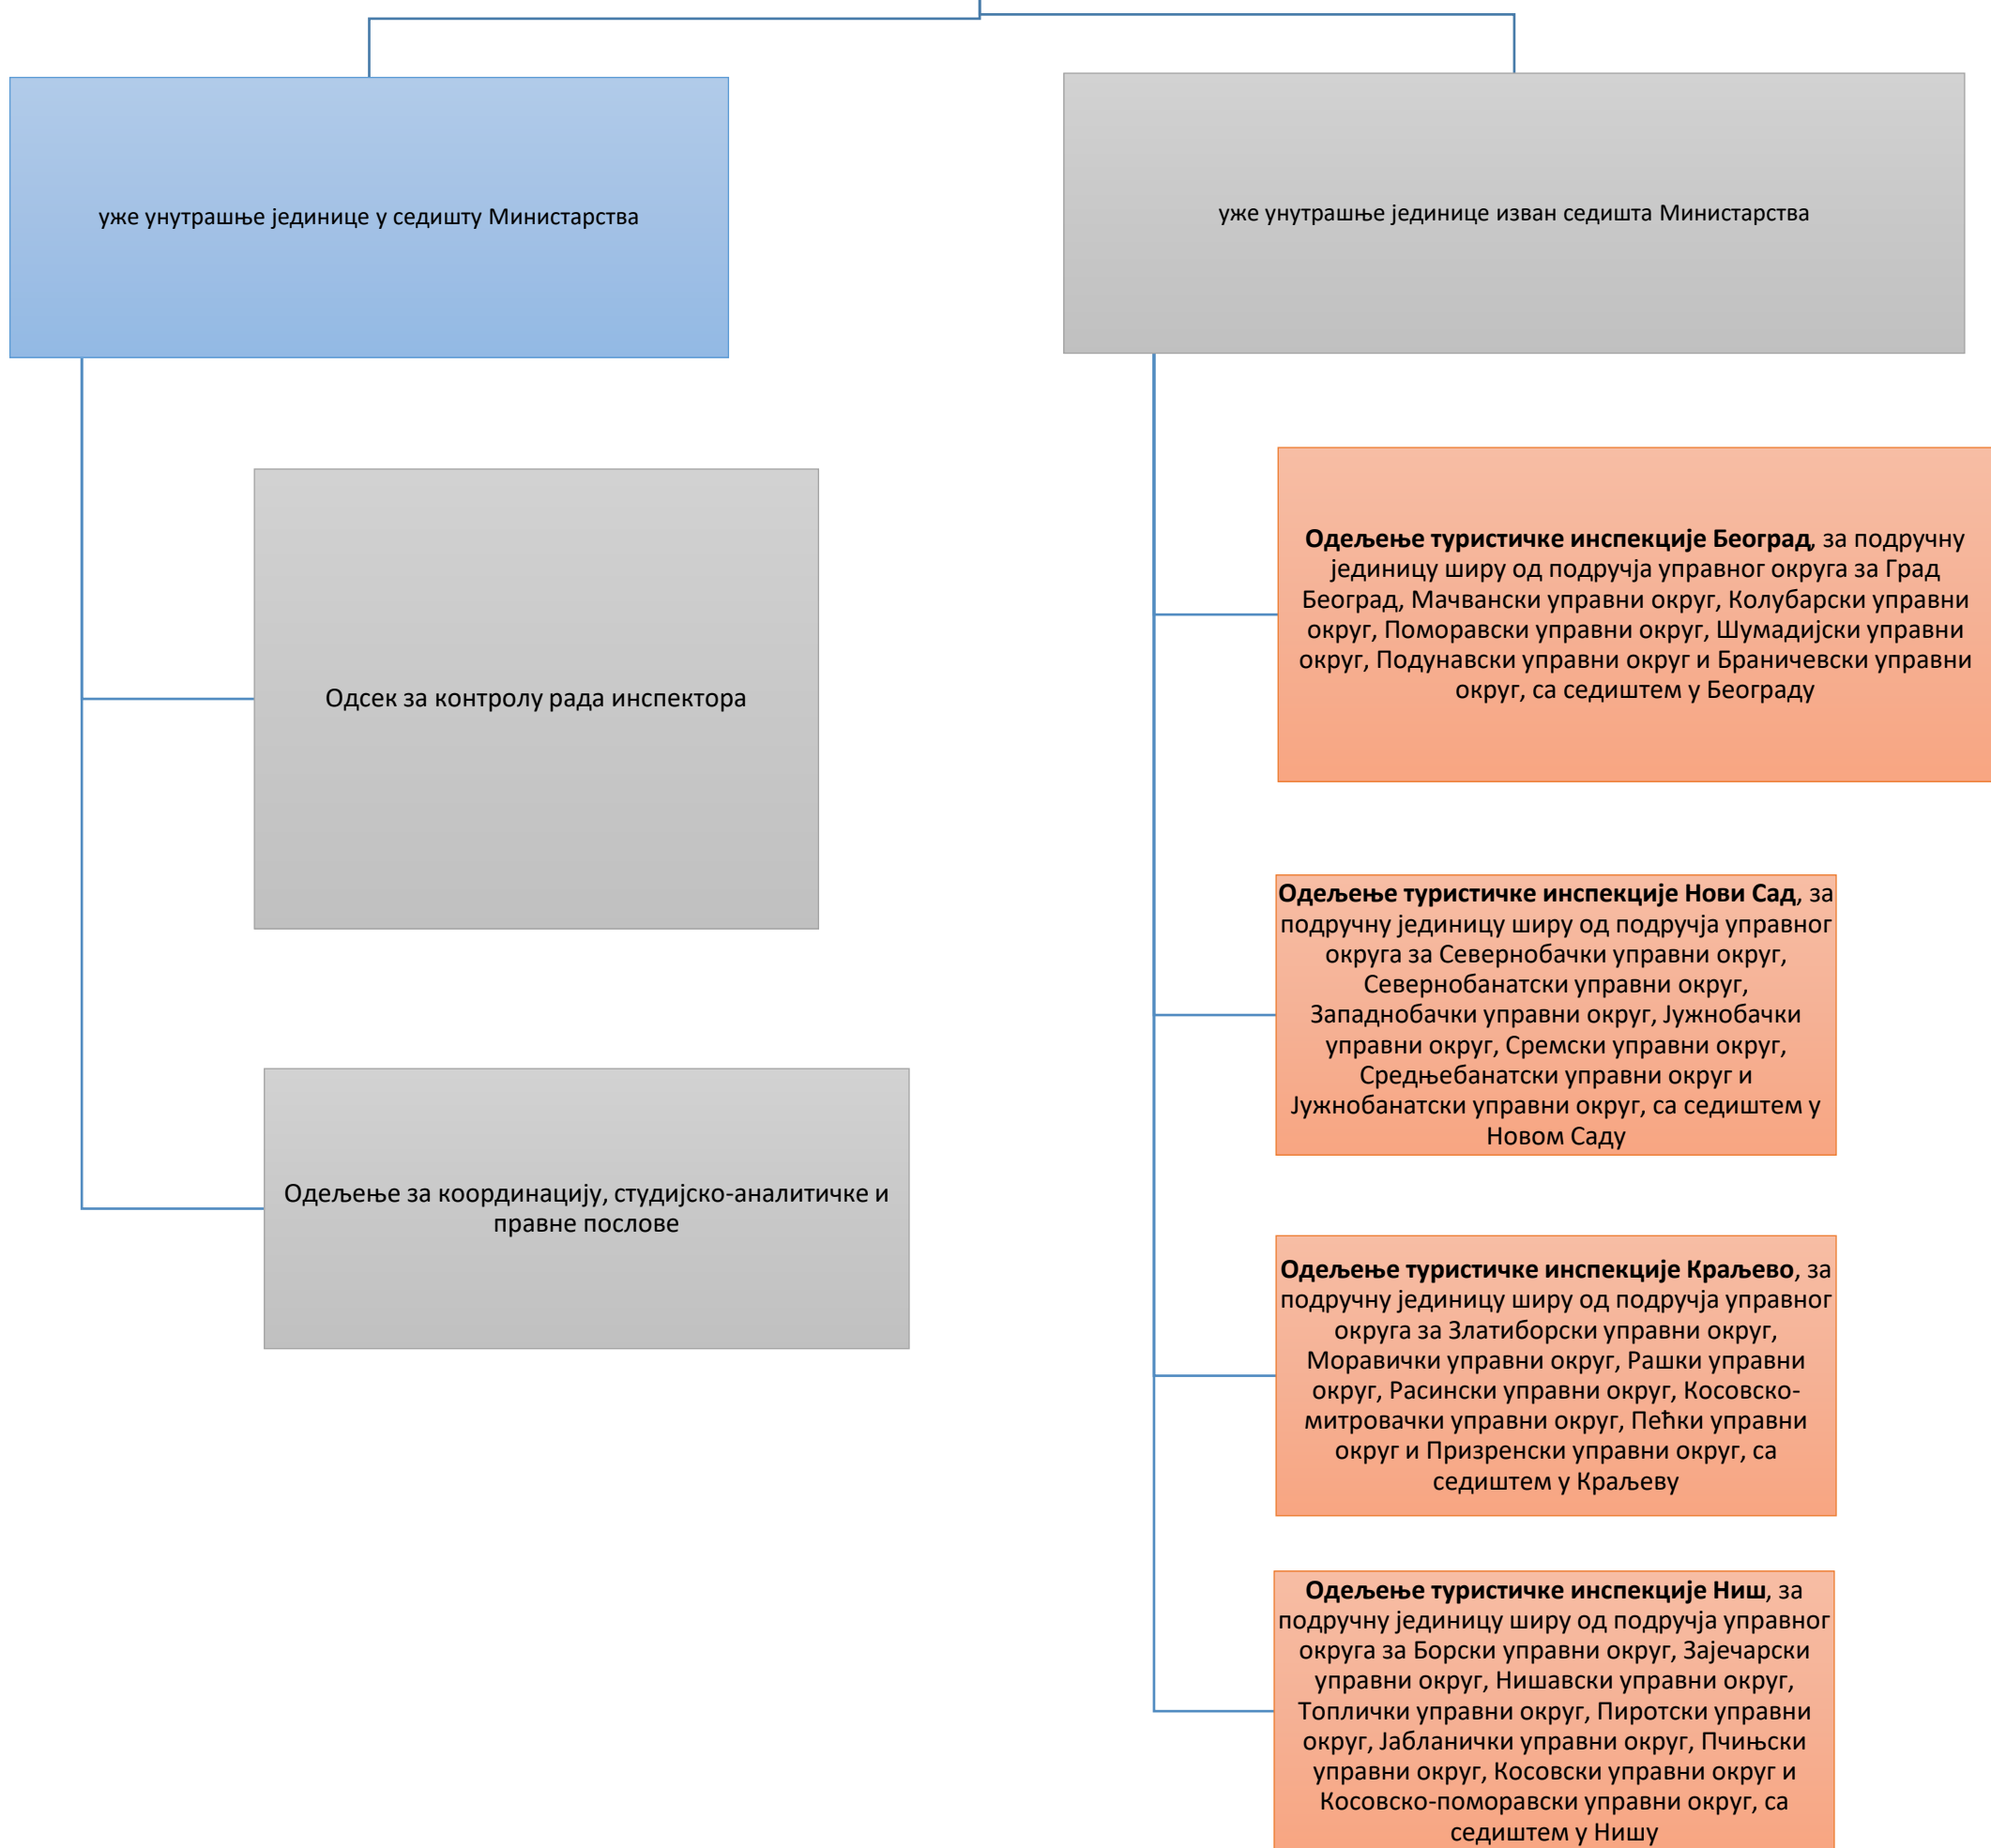 уже унутрашње јединице у седишту Министарства
уже унутрашње јединице изван седишта Министарства
Одсек за контролу рада инспектора
Одељење за координацију, студијско-аналитичке и
правне послове
Одељење туристичке инспекције Београд, за подручну
јединицу ширу од подручја управног округа за Град
Београд, Мачвански управни округ, Колубарски управни
округ, Поморавски управни округ, Шумадијски управни
округ, Подунавски управни округ и Браничевски управни
округ, са седиштем у Београду
Одељење туристичке инспекције Нови Сад, за
подручну јединицу ширу од подручја управног
округа за Севернобачки управни округ,
Севернобанатски управни округ,
Западнобачки управни округ, Јужнобачки
управни округ, Сремски управни округ,
Средњебанатски управни округ и
Јужнобанатски управни округ, са седиштем у
Новом Саду
Одељење туристичке инспекције Краљево, за
подручну јединицу ширу од подручја управног
округа за Златиборски управни округ,
Моравички управни округ, Рашки управни
округ, Расински управни округ, Косовско-
митровачки управни округ, Пећки управни
округ и Призренски управни округ, са
седиштем у Краљеву
Одељење туристичке инспекције Ниш, за
подручну јединицу ширу од подручја управног
округа за Борски управни округ, Зајечарски
управни округ, Нишавски управни округ,
Топлички управни округ, Пиротски управни
округ, Јабланички управни округ, Пчињски
управни округ, Косовски управни округ и
Косовско-поморавски управни округ, са
седиштем у Нишу